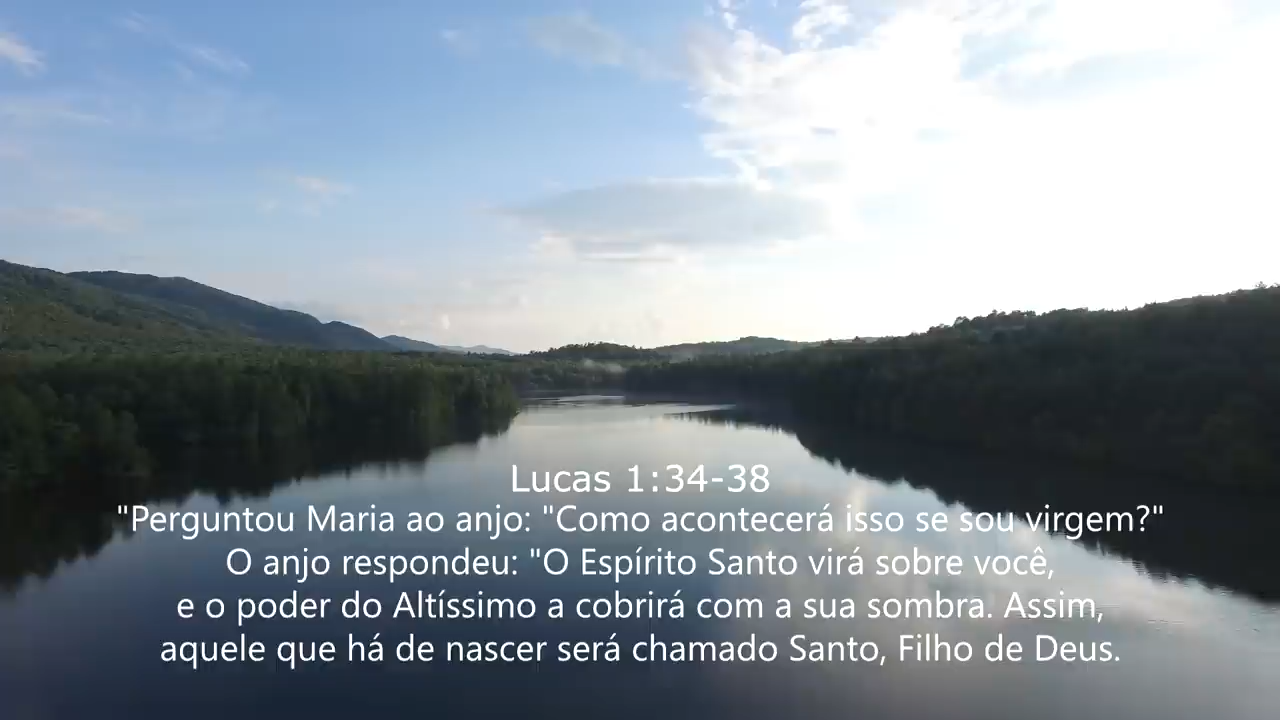 Lucas 1:34-38
"Perguntou Maria ao anjo: "Como acontecerá isso se sou virgem?"
O anjo respondeu: "O Espírito Santo virá sobre você,
e o poder do Altíssimo a cobrirá com a sua sombra. Assim,
aquele que há de nascer será chamado Santo, Filho de Deus.